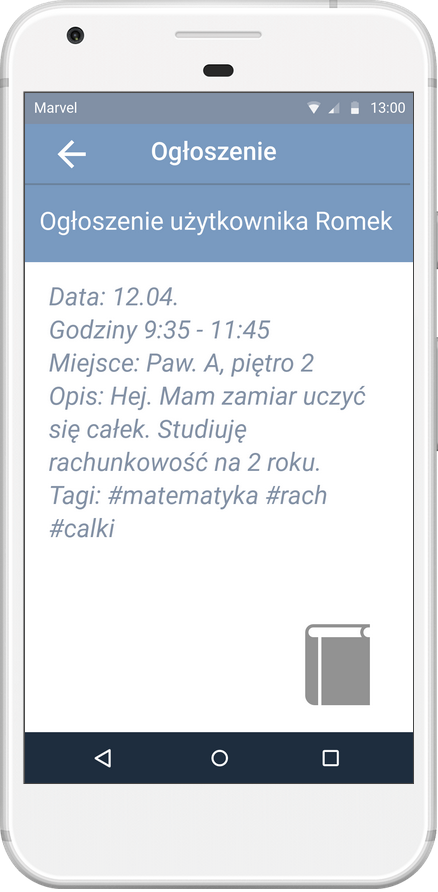 Marvel 13:00
Ogłoszenie
Ogłoszenie użytkownika Romek
Data: 12.04.
Godziny 9:35 - 11:45
Miejsce: Paw. A, piętro 2
Opis: Hej. Mam zamiar uczyć
się całek. Studiuję
rachunkowość na 2 roku.
Tagi: #matematyka #rach
#calki